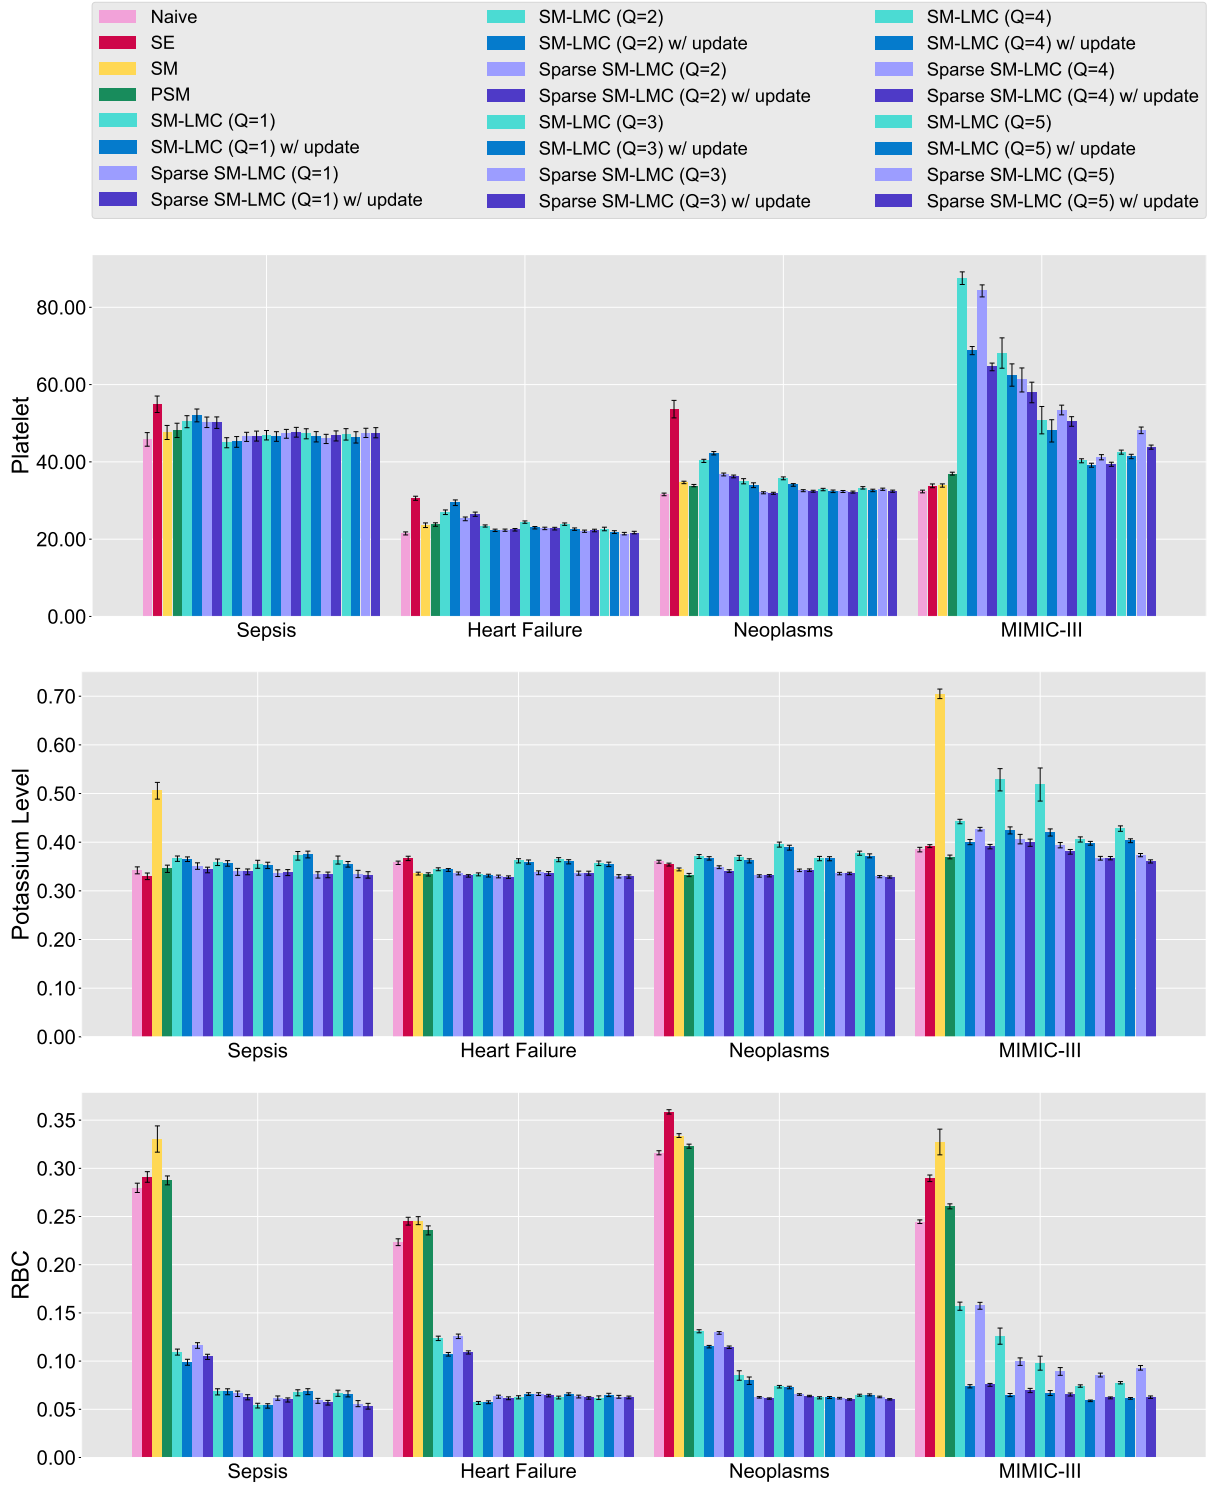 Naive
SE
SM
PSM
SM-LMC (Q=1)
SM-LMC (Q=1) w/ update
Sparse SM-LMC (Q=1)
Sparse SM-LMC (Q=1) w/ update
SM-LMC (Q=2)
SM-LMC (Q=2) w/ update
Sparse SM-LMC (Q=2)
Sparse SM-LMC (Q=2) w/ update
SM-LMC (Q=3)
SM-LMC (Q=3) w/ update
Sparse SM-LMC (Q=3)
Sparse SM-LMC (Q=3) w/ update
SM-LMC (Q=4)
SM-LMC (Q=4) w/ update
Sparse SM-LMC (Q=4)
Sparse SM-LMC (Q=4) w/ update
SM-LMC (Q=5)
SM-LMC (Q=5) w/ update
Sparse SM-LMC (Q=5)
Sparse SM-LMC (Q=5) w/ update
Platelet
80.00
60.00
40.00
20.00
0.00
Sepsis Heart Failure Neoplasms MIMIC-III
Potassium Level
0.70
0.60
0.50
0.40
0.30
0.20
0.10
0.00
Sepsis Heart Failure Neoplasms MIMIC-III
RBC
0.35
0.30
0.25
0.20
0.15
0.10
0.05
0.00
Sepsis Heart Failure Neoplasms MIMIC-III